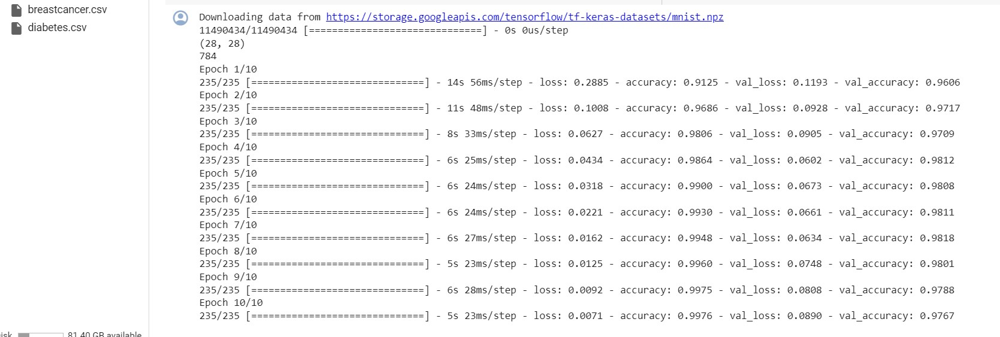 breastcancer.csv
diabetes.csv
Downloading data from https://storage.googleapis.com/tensorflow/tf-keras-datasets/mnist.npz
11490434/11490434 [==============================] - 0s 0us/step
(28, 28)
784
Epoch 1/10
235/235 [==============================] - 14s 56ms/step - loss: 0.2885 - accuracy: 0.9125 - val_loss: 0.1193 - val_accuracy: 0.9606
Epoch 2/10
235/235 [==============================] - 11s 48ms/step - loss: 0.1008 - accuracy: 0.9686 - val_loss: 0.0928 - val_accuracy: 0.9717
Epoch 3/10
235/235 [==============================] - 8s 33ms/step - loss: 0.0627 - accuracy: 0.9806 - val_loss: 0.0905 - val_accuracy: 0.9709
Epoch 4/10
235/235 [==============================] - 6s 25ms/step - loss: 0.0434 - accuracy: 0.9864 - val_loss: 0.0602 - val_accuracy: 0.9812
Epoch 5/10
235/235 [==============================] - 6s 24ms/step - loss: 0.0318 - accuracy: 0.9900 - val_loss: 0.0673 - val_accuracy: 0.9808
Epoch 6/10
235/235 [==============================] - 6s 24ms/step - loss: 0.0221 - accuracy: 0.9930 - val_loss: 0.0661 - val_accuracy: 0.9811
Epoch 7/10
235/235 [==============================] - 6s 27ms/step - loss: 0.0162 - accuracy: 0.9948 - val_loss: 0.0634 - val_accuracy: 0.9818
Epoch 8/10
235/235 [==============================] - 5s 23ms/step - loss: 0.0125 - accuracy: 0.9960 - val_loss: 0.0748 - val_accuracy: 0.9801
Epoch 9/10
235/235 [==============================] - 6s 28ms/step - loss: 0.0092 - accuracy: 0.9975 - val_loss: 0.0808 - val_accuracy: 0.9788
Epoch 10/10
235/235 [==============================] - 5s 23ms/step - loss: 0.0071 - accuracy: 0.9976 - val_loss: 0.0890 - val_accuracy: 0.9767
isk 81.40 GB available